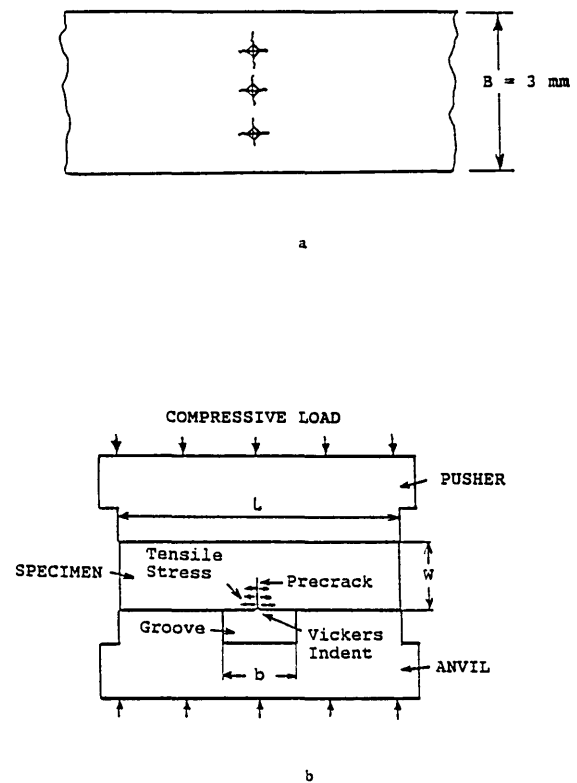 B = 3 mm
a
COMPRESSIVE LOAD
PUSHER
L
Tensile
Stress
SPECIMEN
Precrack
W
Groove
Vickers
Indent
b
ANVIL
b